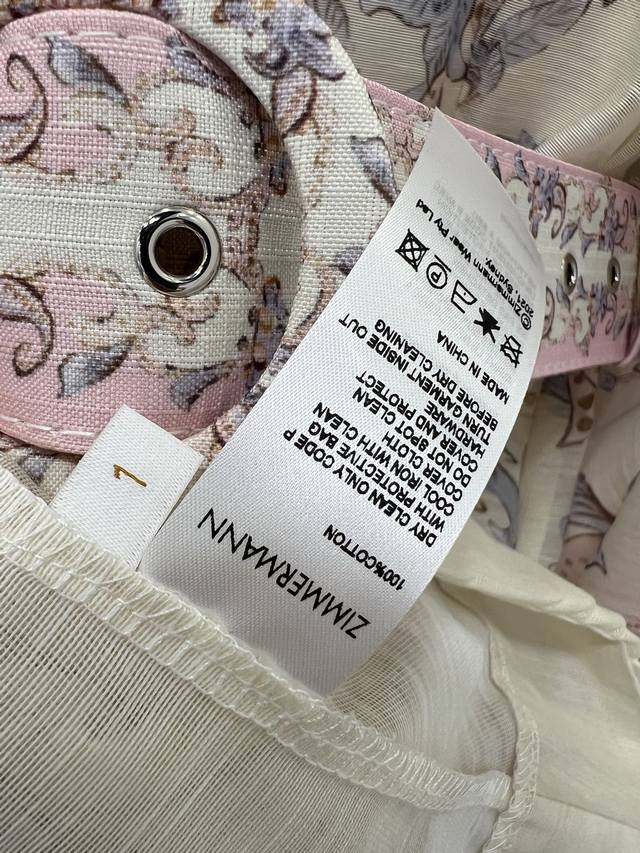 ZIMMERMANN
100%COTTON
DRY CLEAN ONLY CODE P
WITH PROTECTIVE BAG
COOL IRON WITH CLEAN
COVER CLOTH
DO NOT SPOT CLEAN
COVER AND PROTECT
HARDWARE
TURN GARMENT INSIDE OUT
BEFORE DRY CLEANING
MADE IN CHINA
P
©Zimmermann Wear Pty Ltd
2021, Sydney,
1